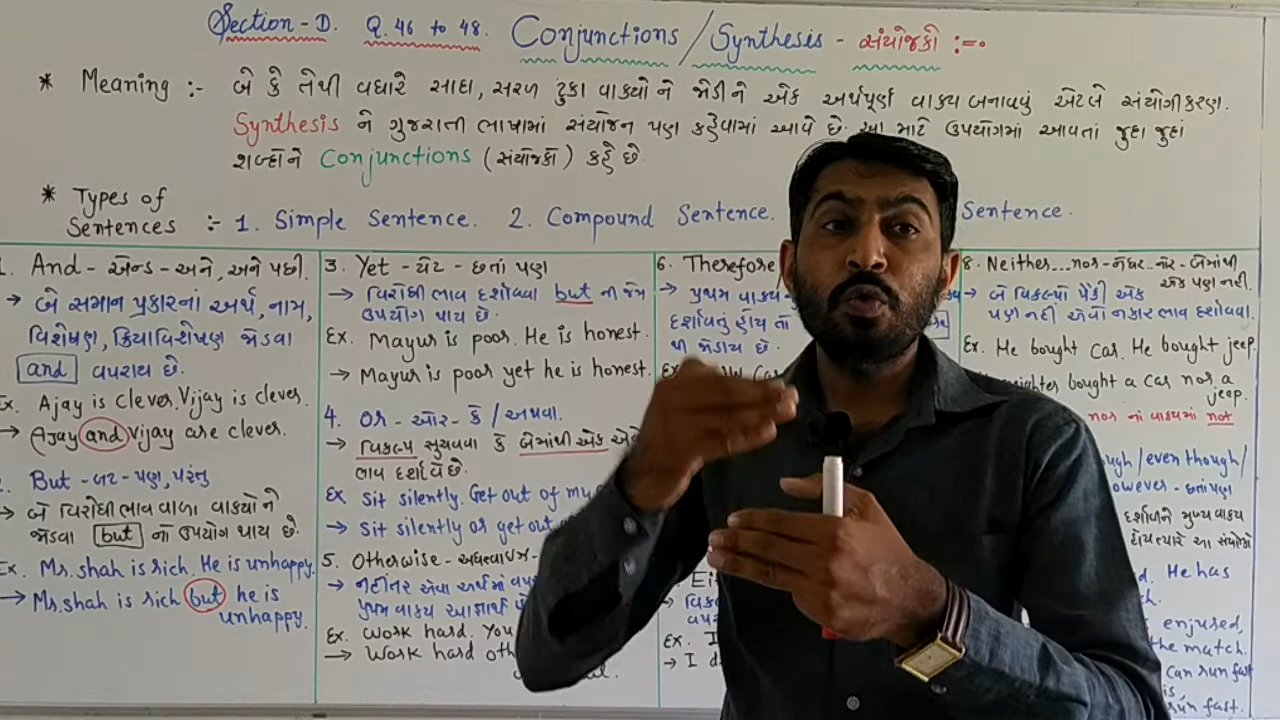 Section - D. Q. 46 to 48. Conjunctions / Synthesis - સંયોજકો :=
* Meaning :- બે કે તેથી વધારે સાદા, સરળ ટુંકા વાક્યોને જોડીને એક અર્થપૂર્ણ વાક્ય બનાવવું એટલે સંયોગીકરણ.
Synthesis ને ગુજરાતી ભાષામાં સંયોજન પણ કહેવામાં આવે છે. આ માટે ઉપયોગમાં આવતાં જુદા જુદાં
શબ્દોને Conjunctions (સંયોજકો) કહે છે.
* Types of
Sentences :- 1. Simple Sentence. 2. Compound Sentence. Sentence.
1. And - એન્ડ - અને, અને પછી.
→ બે સમાન પ્રકારનાં અર્થ, નામ,
વિશેષણ, ક્રિયાવિશેષણ જોડવા
and વપરાય છે.
Ex. Ajay is clever. Vijay is clever.
→ Ajay and Vijay are clever.
But - બટ - પણ, પરંતુ
→ બે વિરોધી ભાવ વાળા વાક્યોને
જોડવા but નો ઉપયોગ થાય છે.
Ex. Mr. shah is rich. He is unhappy.
→ Mr. shah is rich but he is
unhappy.
3. Yet - યેટ - છતાં પણ
→ વિરોધી ભાવ દર્શાવવા but ની જેમ
ઉપયોગ થાય છે.
Ex. Mayur is poor. He is honest.
→ Mayur is poor yet he is honest.
4. Or - ઓર - કે / અથવા.
→ વિકલ્પ સુચવવા કે બેમાંથી એક એવો
ભાવ દર્શાવે છે.
Ex Sit silently. Get out of my
→ Sit silently or get out
5. Otherwise - અધરવાઈઝ -
→ નહીંતર એવા અર્થમાં
પ્રથમ વાક્ય આજ્ઞાર્થ
Ex. Work hard. You
→ Work hard
6. Therefore
→ પ્રથમ વાક્ય
દર્શાવતું હોય તો
થી જોડાય છે.
Ex.
→ વિકલ્
Ex. I
→ I
8. Neither...nor - નીધર..નોર - બેમાંથી
એક પણ નહીં.
→ બે વિકલ્પો પૈકી એક
પણ નહી એવો નકાર ભાવ દર્શાવવા.
Ex. He bought Car. He bought jeep.
bought a car nor a
jeep.
nor નાં વાક્યમાં not
/ even though /
owever - છતાં પણ
દર્શાવીને મુખ્ય વાક્ય
હોય ત્યારે આ સંયોજકો
He has
enjured,
the match.
Can run fast
is
run fast.